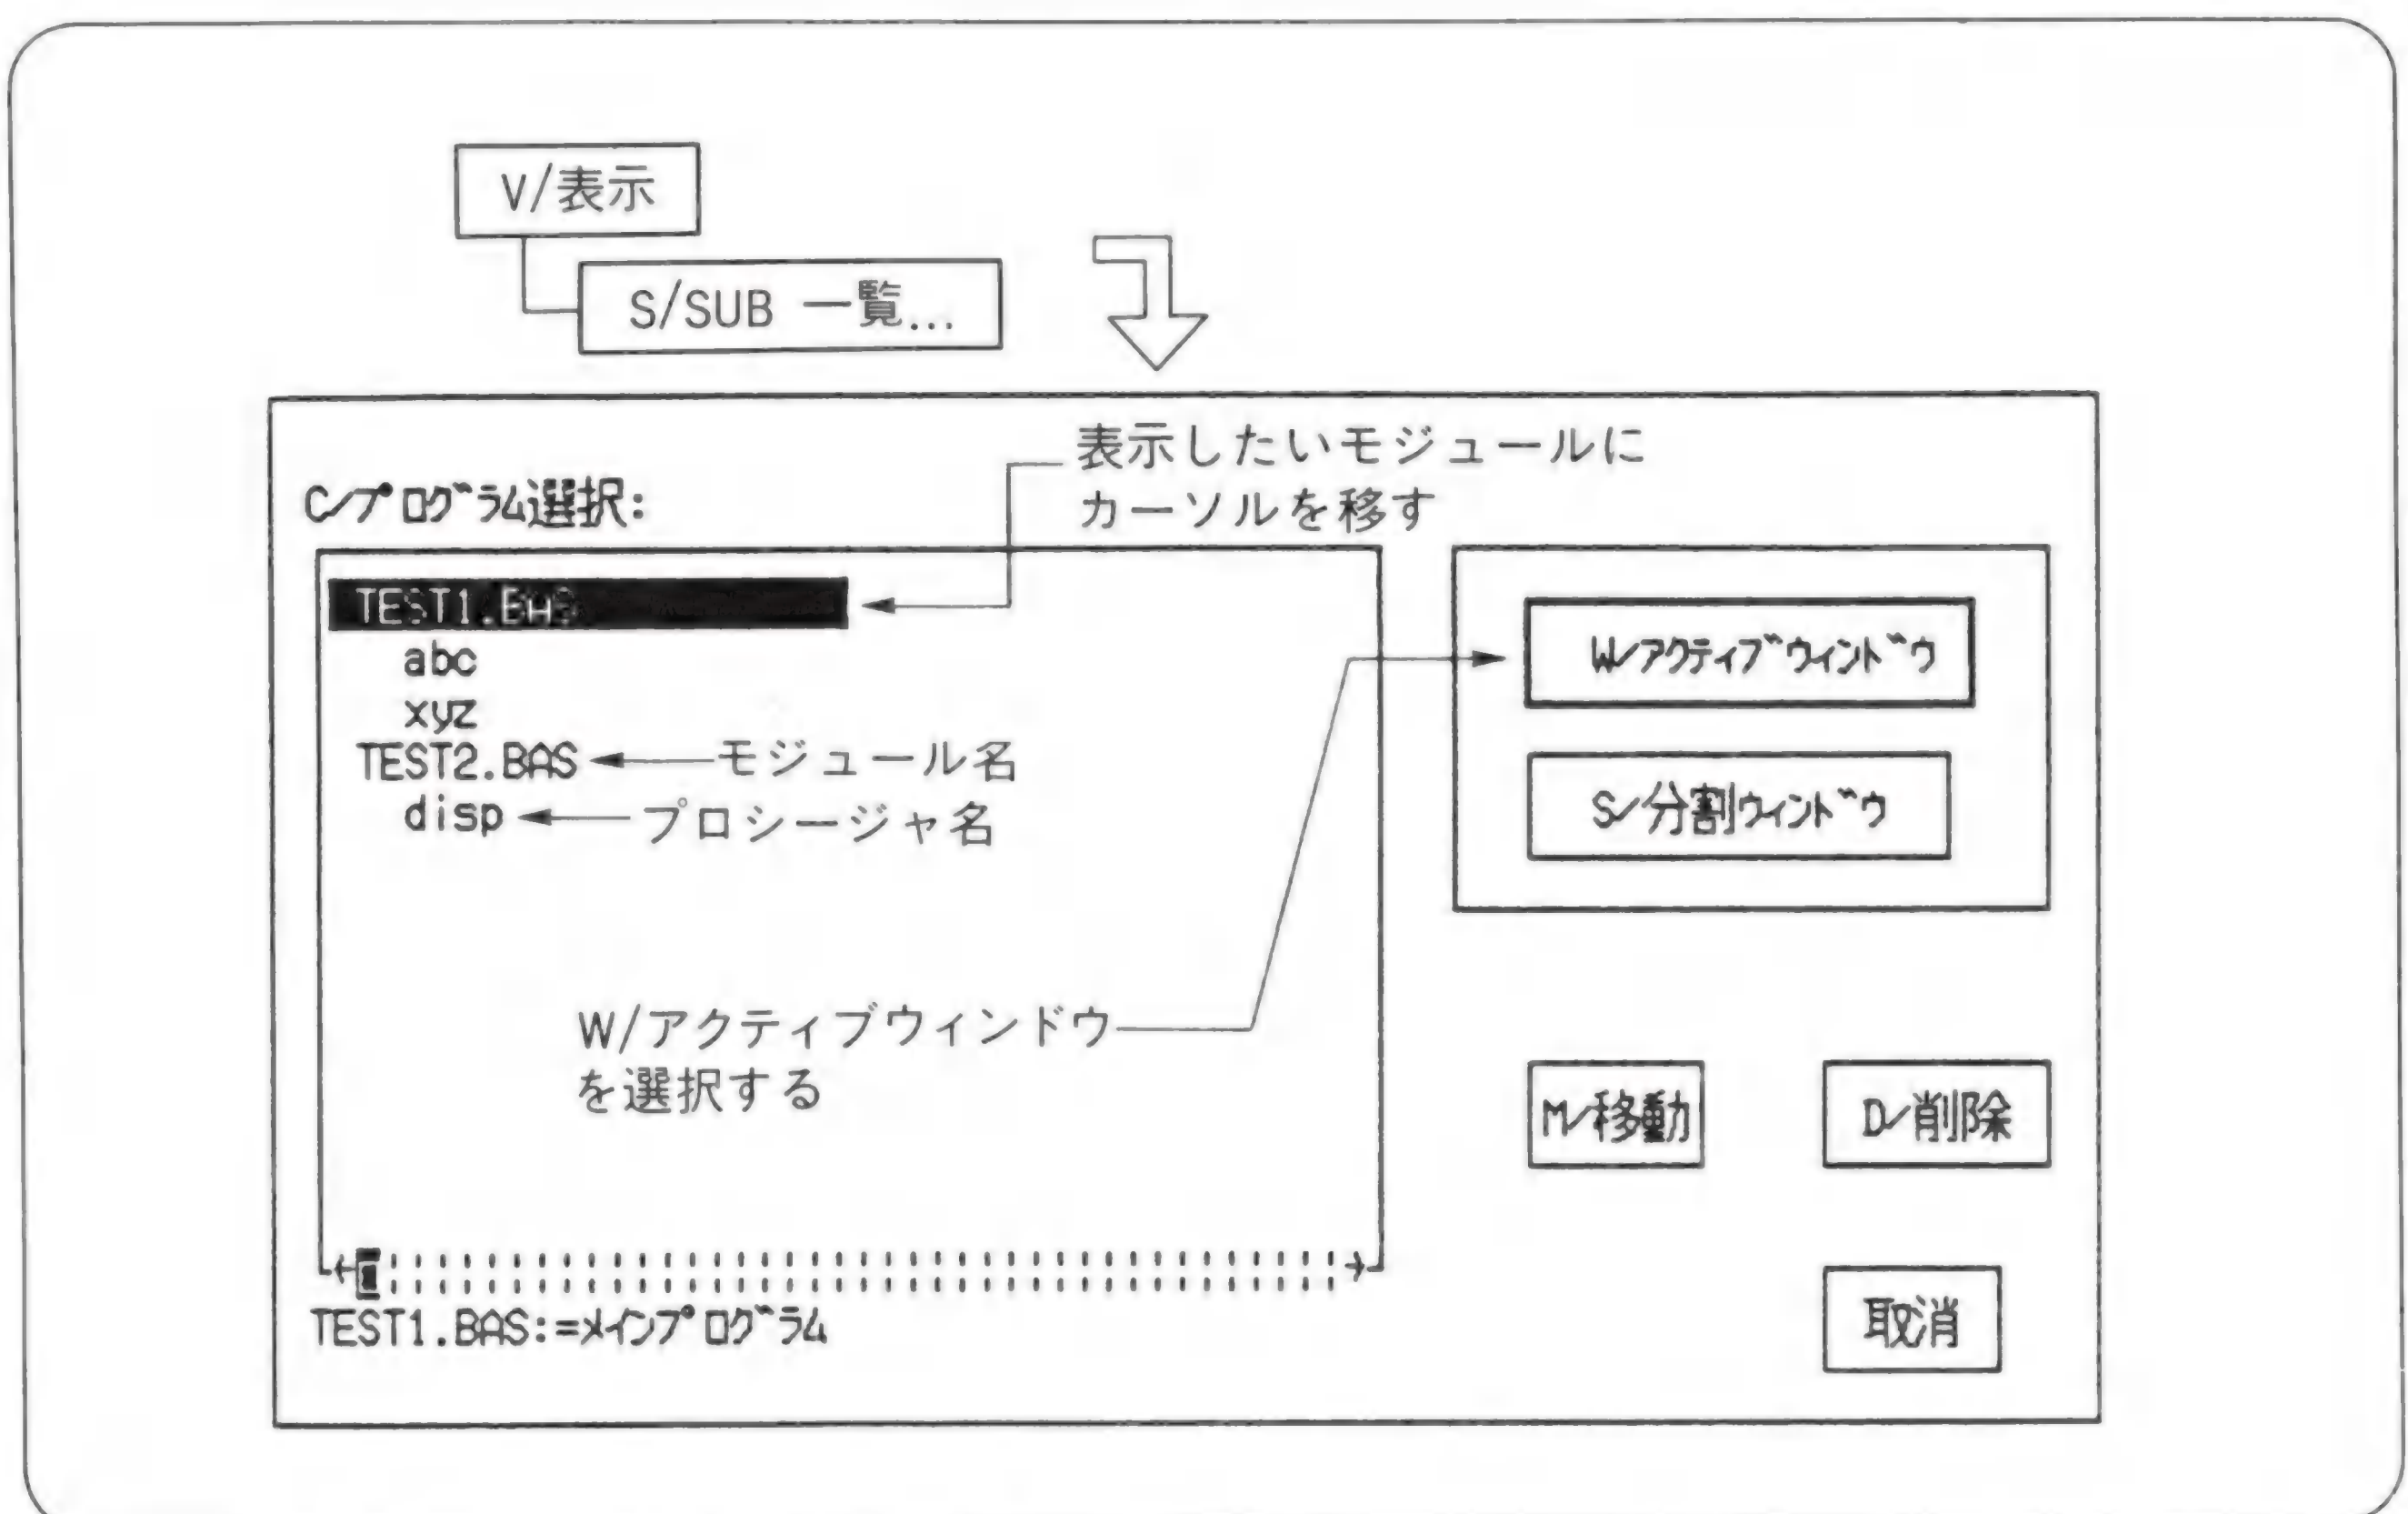 V/表示
S/SUB 一覧...
表示したいモジュールに
カーソルを移す
C/プログラム選択:
TEST1.BAS
abc
xyz
TEST2.BAS
モジュール名
disp
プロシージャ名
W/アクティブウィンドウ
を選択する
W/アクティブウィンドウ
S/分割ウィンドウ
M/移動
D/削除
取消
TEST1.BAS:=メインプログラム